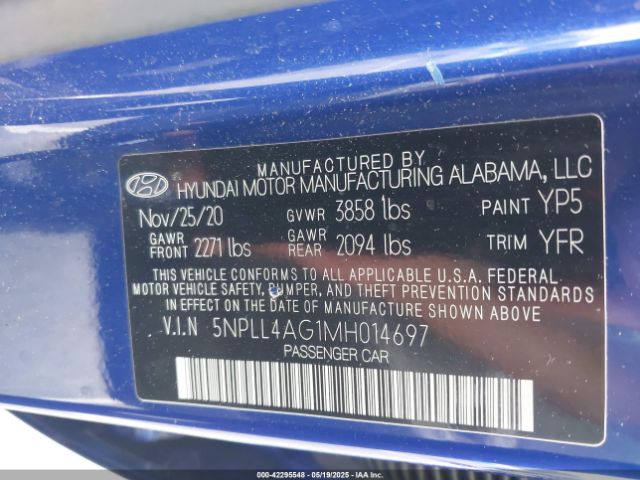 MANUFACTURED BY
HYUNDAI MOTOR MANUFACTURING ALABAMA, LLC
Nov/25/20 GVWR 3858 lbs PAINT YP5
GAWR FRONT 2271 lbs GAWR REAR 2094 lbs TRIM YFR
THIS VEHICLE CONFORMS TO ALL APPLICABLE U.S.A. FEDERAL
MOTOR VEHICLE SAFETY, BUMPER, AND THEFT PREVENTION STANDARDS
IN EFFECT ON THE DATE OF MANUFACTURE SHOWN ABOVE.
V.I.N 5NPLL4AG1MH014697
PASSENGER CAR
000-42295548 - 05/19/2025 - IAAI.COM